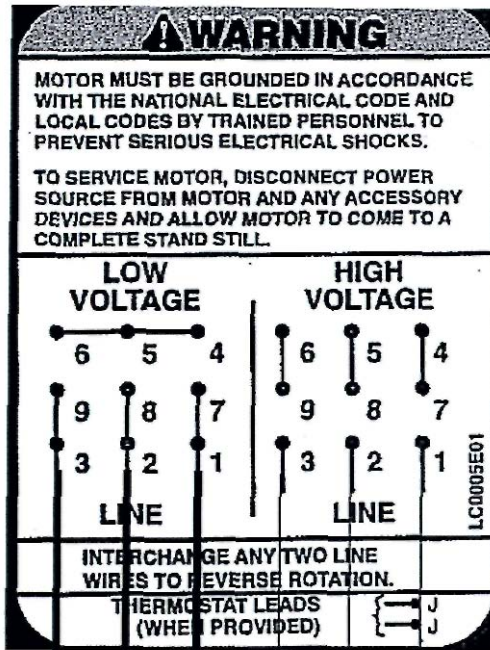 WARNING
MOTOR MUST BE GROUNDED IN ACCORDANCE
WITH THE NATIONAL ELECTRICAL CODE AND
LOCAL CODES BY TRAINED PERSONNEL TO
PREVENT SERIOUS ELECTRICAL SHOCKS.
TO SERVICE MOTOR, DISCONNECT POWER
SOURCE FROM MOTOR AND ANY ACCESSORY
DEVICES AND ALLOW MOTOR TO COME TO A
COMPLETE STAND STILL.
LOW VOLTAGE
6 5 4
9 8 7
3 2 1
LINE
HIGH VOLTAGE
6 5 4
9 8 7
3 2 1
LINE
LC0005E01
INTERCHANGE ANY TWO LINE
WIRES TO REVERSE ROTATION.
THERMOSTAT LEADS
(WHEN PROVIDED)
J
J